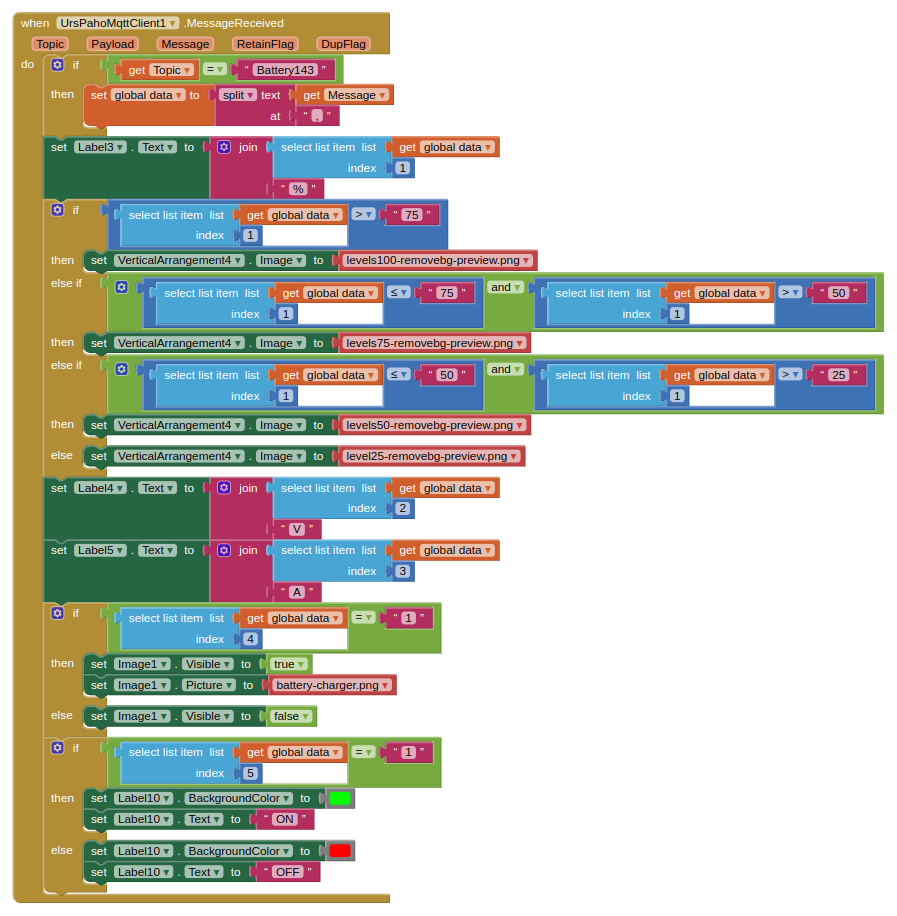 when UrsPahoMqttClient1 .MessageReceived
Topic Payload Message RetainFlag DupFlag
do if get Topic = " Battery143 "
then set global data to split text get Message
at " , "
set Label3 . Text to join select list item list get global data
index 1
" % "
if select list item list get global data > " 75 "
index 1
then set VerticalArrangement4 . Image to levels100-removebg-preview.png
else if select list item list get global data ≤ " 75 " and select list item list get global data > " 50 "
index 1 index 1
then set VerticalArrangement4 . Image to levels75-removebg-preview.png
else if select list item list get global data ≤ " 50 " and select list item list get global data > " 25 "
index 1 index 1
then set VerticalArrangement4 . Image to levels50-removebg-preview.png
else set VerticalArrangement4 . Image to level25-removebg-preview.png
set Label4 . Text to join select list item list get global data
index 2
" V "
set Label5 . Text to join select list item list get global data
index 3
" A "
if select list item list get global data = " 1 "
index 4
then set Image1 . Visible to true
set Image1 . Picture to battery-charger.png
else set Image1 . Visible to false
if select list item list get global data = " 1 "
index 5
then set Label10 . BackgroundColor to
set Label10 . Text to " ON "
else set Label10 . BackgroundColor to
set Label10 . Text to " OFF "